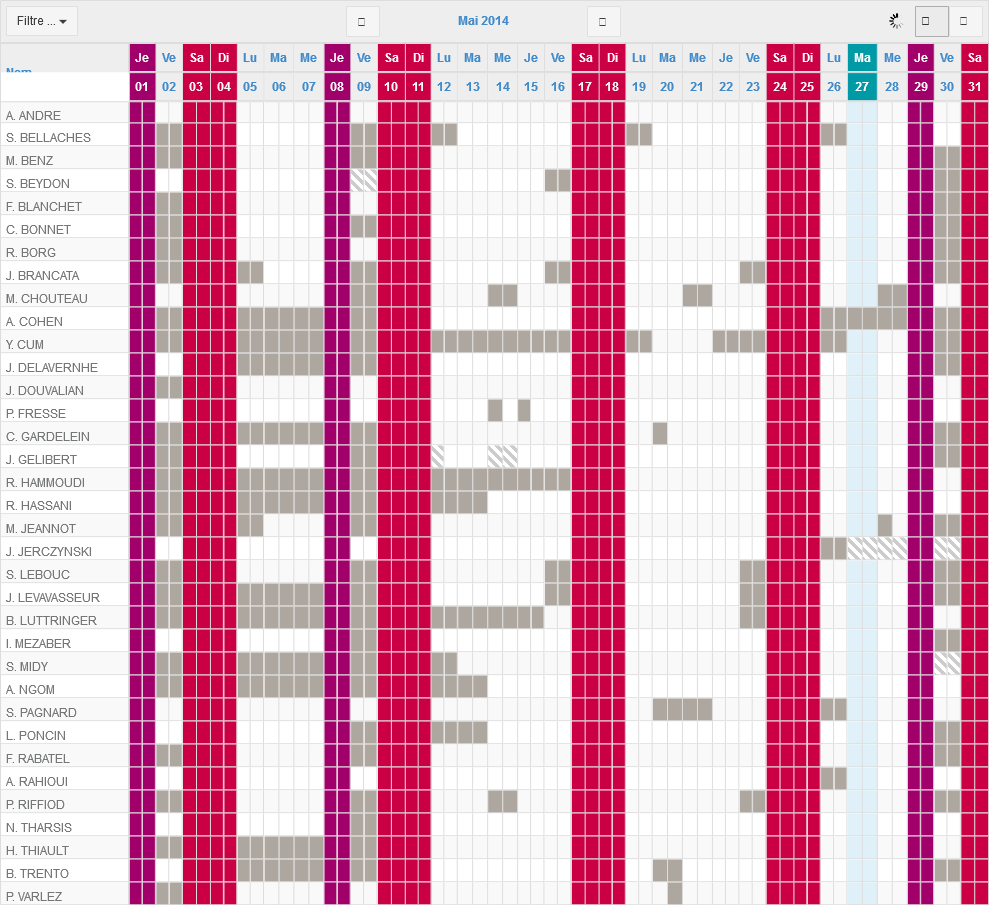 Filtre ...
Mai 2014
Je Ve Sa Di Lu Ma Me Je Ve Sa Di Lu Ma Me Je Ve Sa Di Lu Ma Me Je Ve Sa Di Lu Ma Me Je Ve Sa
Nom
01 02 03 04 05 06 07 08 09 10 11 12 13 14 15 16 17 18 19 20 21 22 23 24 25 26 27 28 29 30 31
A. ANDRE
S. BELLACHES
M. BENZ
S. BEYDON
F. BLANCHET
C. BONNET
R. BORG
J. BRANCATA
M. CHOUTEAU
A. COHEN
Y. CUM
J. DELAVERNHE
J. DOUVALIAN
P. FRESSE
C. GARDELEIN
J. GELIBERT
R. HAMMOUDI
R. HASSANI
M. JEANNOT
J. JERCZYNSKI
S. LEBOUC
J. LEVAVASSEUR
B. LUTTRINGER
I. MEZABER
S. MIDY
A. NGOM
S. PAGNARD
L. PONCIN
F. RABATEL
A. RAHIOUI
P. RIFFIOD
N. THARSIS
H. THIAULT
B. TRENTO
P. VARLEZ